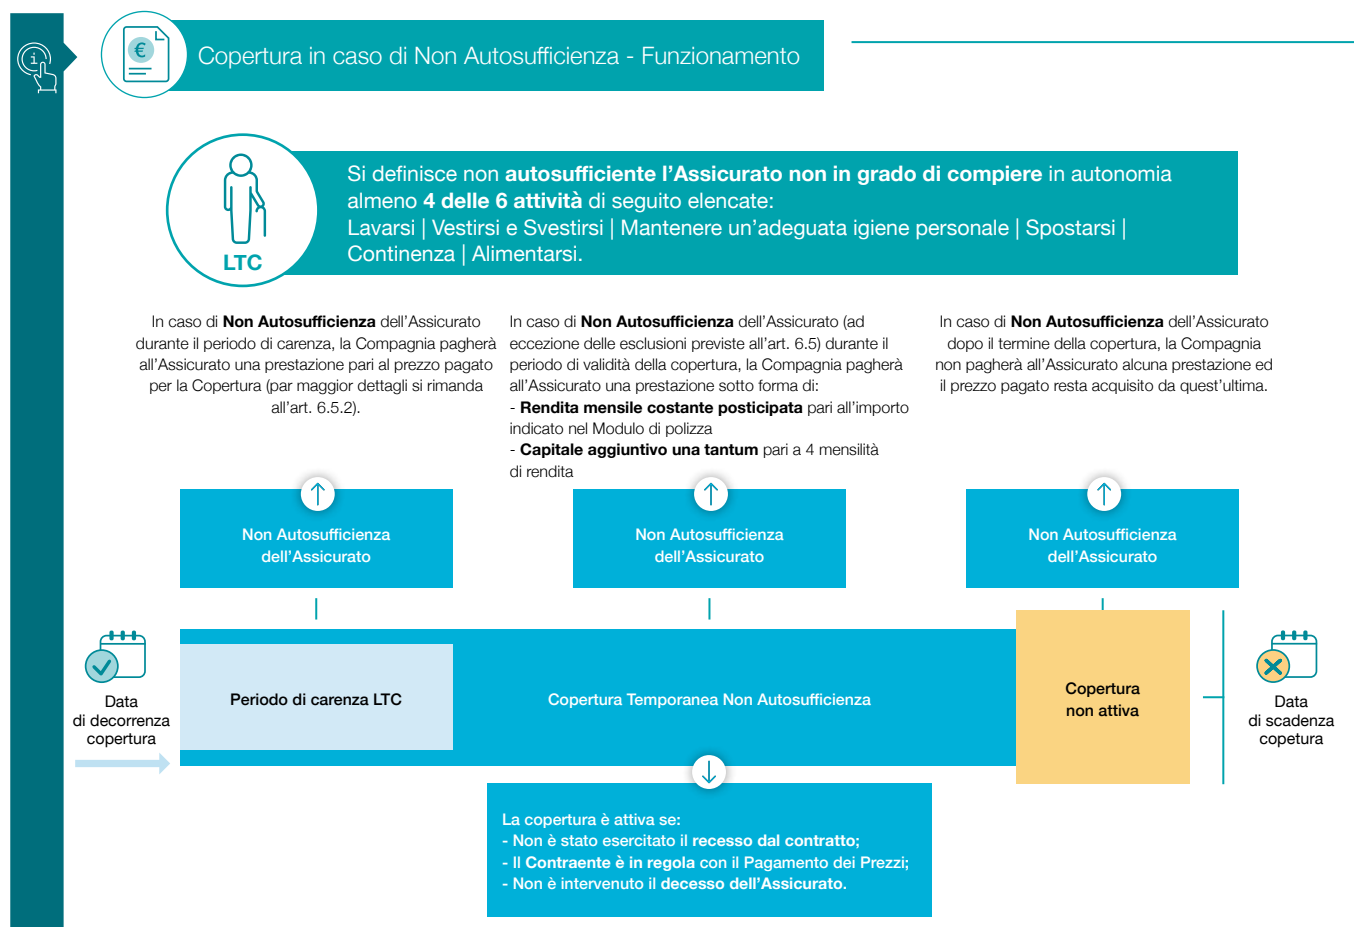 Copertura in caso di Non Autosufficienza - Funzionamento
Si definisce non autosufficiente l'Assicurato non in grado di compiere in autonomia
almeno 4 delle 6 attività di seguito elencate:
Lavarsi | Vestirsi e Svestirsi | Mantenere un'adeguata igiene personale | Spostarsi |
Continenza | Alimentarsi.
LTC
In caso di Non Autosufficienza dell'Assicurato
durante il periodo di carenza, la Compagnia pagherà
all'Assicurato una prestazione pari al prezzo pagato
per la Copertura (par maggior dettagli si rimanda
all'art. 6.5.2).
In caso di Non Autosufficienza dell'Assicurato (ad
eccezione delle esclusioni previste all'art. 6.5) durante il
periodo di validità della copertura, la Compagnia pagherà
all'Assicurato una prestazione sotto forma di:
- Rendita mensile costante posticipata pari all'importo
indicato nel Modulo di polizza
- Capitale aggiuntivo una tantum pari a 4 mensilità
di rendita
In caso di Non Autosufficienza dell'Assicurato
dopo il termine della copertura, la Compagnia
non pagherà all'Assicurato alcuna prestazione ed
il prezzo pagato resta acquisito da quest'ultima.
Non Autosufficienza
dell'Assicurato
Non Autosufficienza
dell'Assicurato
Non Autosufficienza
dell'Assicurato
Data
di decorrenza
copertura
Periodo di carenza LTC
Copertura Temporanea Non Autosufficienza
Copertura
non attiva
Data
di scadenza
copetura
La copertura è attiva se:
- Non è stato esercitato il recesso dal contratto;
- Il Contraente è in regola con il Pagamento dei Prezzi;
- Non è intervenuto il decesso dell'Assicurato.